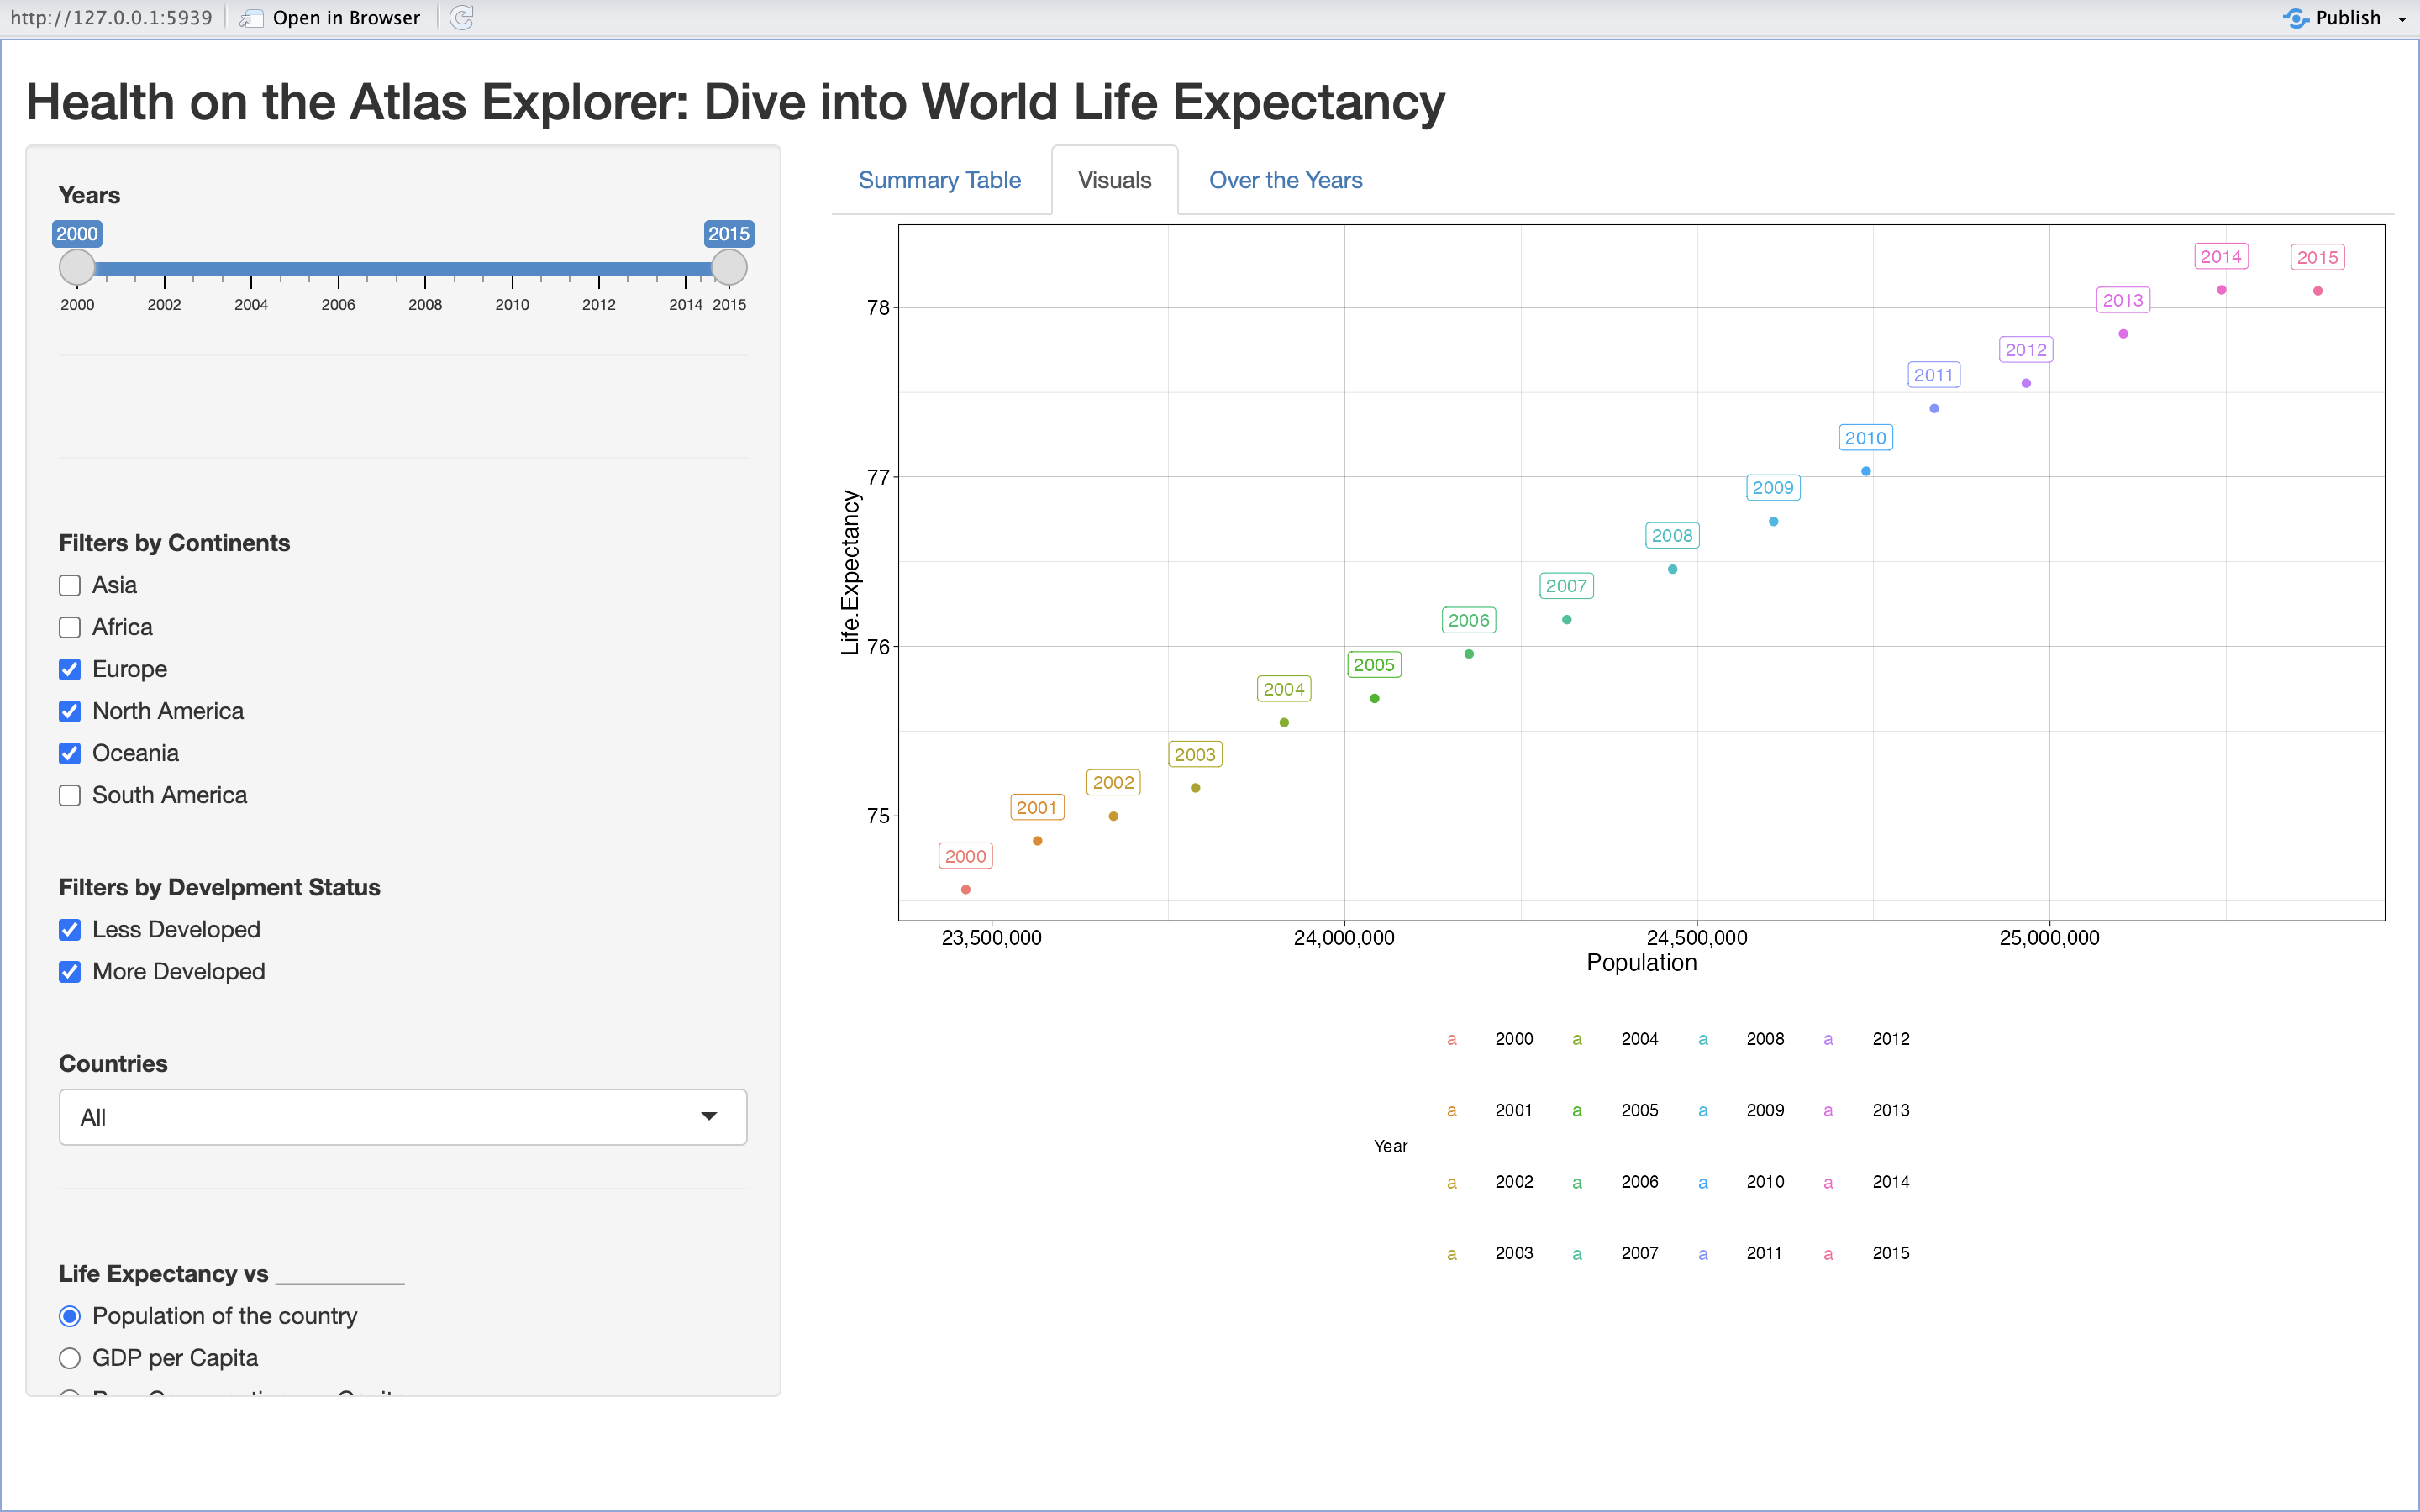 http://127.0.0.1:5939 Open in Browser Publish
Health on the Atlas Explorer: Dive into World Life Expectancy
Years
2000 2015
2000 2002 2004 2006 2008 2010 2012 2014 2015
Filters by Continents
Asia
Africa
Europe
North America
Oceania
South America
Filters by Develpment Status
Less Developed
More Developed
Countries
All
Life Expectancy vs __________
Population of the country
GDP per Capita
Summary Table Visuals Over the Years
2014 2015
2013
78
2012
2011
2010
77
2009
2008
2007
2006
76
2005
2004
2003
2002
75
2001
2000
Life.Expectancy
23,500,000 24,000,000 24,500,000 25,000,000
Population
a 2000 a 2004 a 2008 a 2012
a 2001 a 2005 a 2009 a 2013
Year
a 2002 a 2006 a 2010 a 2014
a 2003 a 2007 a 2011 a 2015